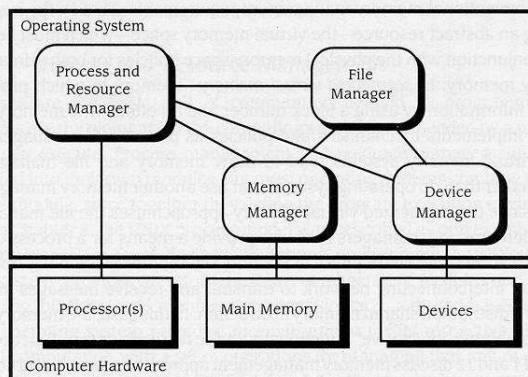 Operating System
Process and
Resource
Manager
File
Manager
Memory
Manager
Device
Manager
Processor(s)
Main Memory
Devices
Computer Hardware